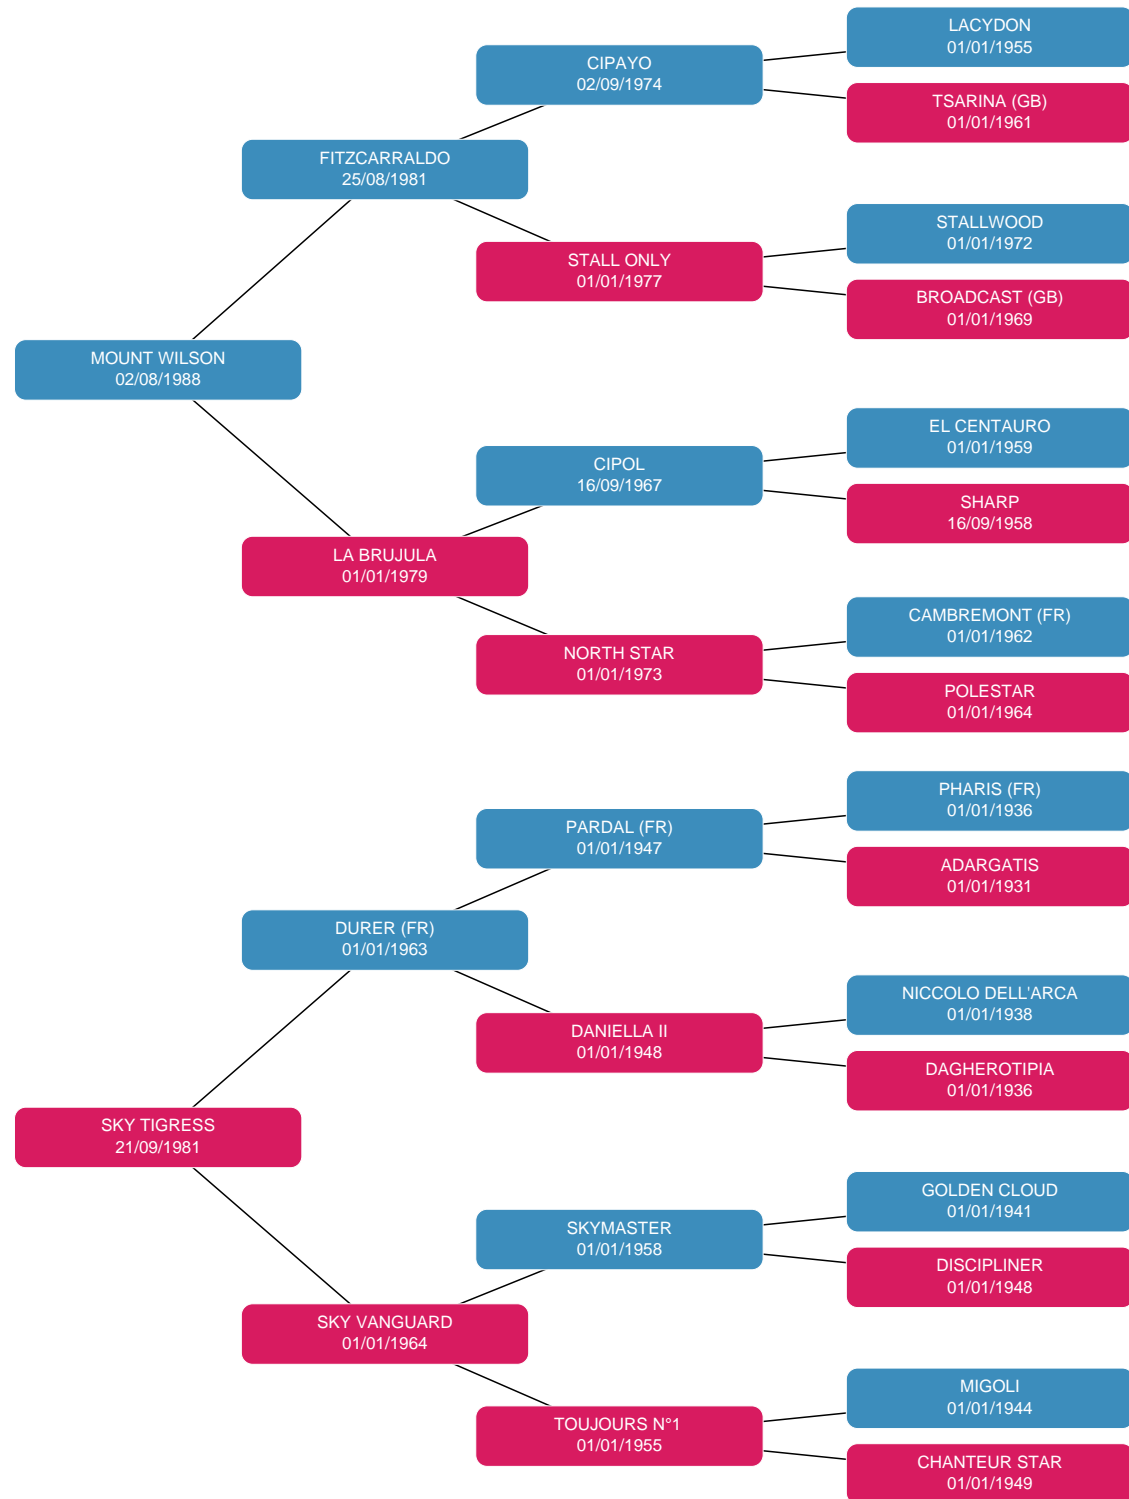 LACYDON
01/01/1955
CIPAYO
02/09/1974
TSARINA (GB)
01/01/1961
FITZCARRALDO
25/08/1981
STALLWOOD
01/01/1972
STALL ONLY
01/01/1977
BROADCAST (GB)
01/01/1969
MOUNT WILSON
02/08/1988
EL CENTAURO
01/01/1959
CIPOL
16/09/1967
SHARP
16/09/1958
LA BRUJULA
01/01/1979
CAMBREMONT (FR)
01/01/1962
NORTH STAR
01/01/1973
POLESTAR
01/01/1964
PHARIS (FR)
01/01/1936
PARDAL (FR)
01/01/1947
ADARGATIS
01/01/1931
DURER (FR)
01/01/1963
NICCOLO DELL'ARCA
01/01/1938
DANIELLA II
01/01/1948
DAGHEROTIPIA
01/01/1936
SKY TIGRESS
21/09/1981
GOLDEN CLOUD
01/01/1941
SKYMASTER
01/01/1958
DISCIPLINER
01/01/1948
SKY VANGUARD
01/01/1964
MIGOLI
01/01/1944
TOUJOURS N°1
01/01/1955
CHANTEUR STAR
01/01/1949